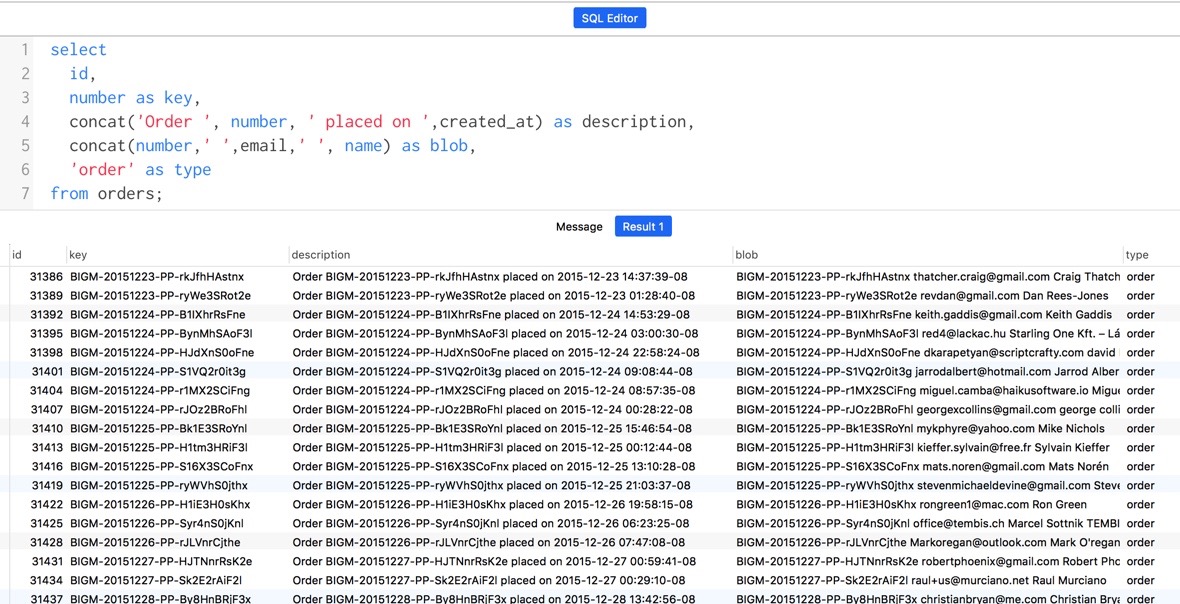 SQL Editor
1 select
2 id,
3 number as key,
4 concat('Order ', number, ' placed on ',created_at) as description,
5 concat(number,' ',email,' ', name) as blob,
6 'order' as type
7 from orders;
Message Result 1
id key description blob type
31386 BIGM-20151223-PP-rkJfhHAstnx Order BIGM-20151223-PP-rkJfhHAstnx placed on 2015-12-23 14:37:39-08 BIGM-20151223-PP-rkJfhHAstnx thatcher.craig@gmail.com Craig Thatch order
31389 BIGM-20151223-PP-ryWe3SRot2e Order BIGM-20151223-PP-ryWe3SRot2e placed on 2015-12-23 01:28:40-08 BIGM-20151223-PP-ryWe3SRot2e revdan@gmail.com Dan Rees-Jones order
31392 BIGM-20151224-PP-B1lXhrRsFne Order BIGM-20151224-PP-B1lXhrRsFne placed on 2015-12-24 14:53:29-08 BIGM-20151224-PP-B1lXhrRsFne keith.gaddis@gmail.com Keith Gaddis order
31395 BIGM-20151224-PP-BynMhSAoF3l Order BIGM-20151224-PP-BynMhSAoF3l placed on 2015-12-24 03:00:30-08 BIGM-20151224-PP-BynMhSAoF3l red4@lackac.hu Starling One Kft. – Lá order
31398 BIGM-20151224-PP-HJdXnS0oFne Order BIGM-20151224-PP-HJdXnS0oFne placed on 2015-12-24 22:58:24-08 BIGM-20151224-PP-HJdXnS0oFne dkarapetyan@scriptcrafty.com david order
31401 BIGM-20151224-PP-S1VQ2r0it3g Order BIGM-20151224-PP-S1VQ2r0it3g placed on 2015-12-24 09:08:44-08 BIGM-20151224-PP-S1VQ2r0it3g jarrodalbert@hotmail.com Jarrod Alber order
31404 BIGM-20151224-PP-r1MX2SCiFng Order BIGM-20151224-PP-r1MX2SCiFng placed on 2015-12-24 08:57:35-08 BIGM-20151224-PP-r1MX2SCiFng miguel.camba@haikusoftware.io Migue order
31407 BIGM-20151224-PP-rJOz2BRoFhl Order BIGM-20151224-PP-rJOz2BRoFhl placed on 2015-12-24 00:28:22-08 BIGM-20151224-PP-rJOz2BRoFhl georgexcollins@gmail.com george colli order
31410 BIGM-20151225-PP-Bk1E3SRoYnl Order BIGM-20151225-PP-Bk1E3SRoYnl placed on 2015-12-25 15:46:54-08 BIGM-20151225-PP-Bk1E3SRoYnl mykphyre@yahoo.com Mike Nichols order
31413 BIGM-20151225-PP-H1tm3HRiF3l Order BIGM-20151225-PP-H1tm3HRiF3l placed on 2015-12-25 00:12:44-08 BIGM-20151225-PP-H1tm3HRiF3l kieffer.sylvain@free.fr Sylvain Kieffer order
31416 BIGM-20151225-PP-S16X3SCoFnx Order BIGM-20151225-PP-S16X3SCoFnx placed on 2015-12-25 13:10:28-08 BIGM-20151225-PP-S16X3SCoFnx mats.noren@gmail.com Mats Norén order
31419 BIGM-20151225-PP-ryWVhS0jthx Order BIGM-20151225-PP-ryWVhS0jthx placed on 2015-12-25 21:03:37-08 BIGM-20151225-PP-ryWVhS0jthx stevenmichaeldevine@gmail.com Steve order
31422 BIGM-20151226-PP-H1iE3H0sKhx Order BIGM-20151226-PP-H1iE3H0sKhx placed on 2015-12-26 19:58:15-08 BIGM-20151226-PP-H1iE3H0sKhx rongreen1@mac.com Ron Green order
31425 BIGM-20151226-PP-Syr4nS0jKnl Order BIGM-20151226-PP-Syr4nS0jKnl placed on 2015-12-26 06:23:25-08 BIGM-20151226-PP-Syr4nS0jKnl office@tembis.ch Marcel Sottnik TEMBI order
31428 BIGM-20151226-PP-rJLVnrCjthe Order BIGM-20151226-PP-rJLVnrCjthe placed on 2015-12-26 07:47:08-08 BIGM-20151226-PP-rJLVnrCjthe Markoregan@outlook.com Mark O'regan order
31431 BIGM-20151227-PP-HJTNnrRsK2e Order BIGM-20151227-PP-HJTNnrRsK2e placed on 2015-12-27 00:59:41-08 BIGM-20151227-PP-HJTNnrRsK2e robertphoenix@gmail.com Robert Pho order
31434 BIGM-20151227-PP-Sk2E2rAiF2l Order BIGM-20151227-PP-Sk2E2rAiF2l placed on 2015-12-27 00:29:10-08 BIGM-20151227-PP-Sk2E2rAiF2l raul+us@murciano.net Raul Murciano order
31437 BIGM-20151228-PP-By8HnBRjF3x Order BIGM-20151228-PP-By8HnBRjF3x placed on 2015-12-28 13:42:56-08 BIGM-20151228-PP-By8HnBRjF3x christianbryan@me.com Christian Brya order